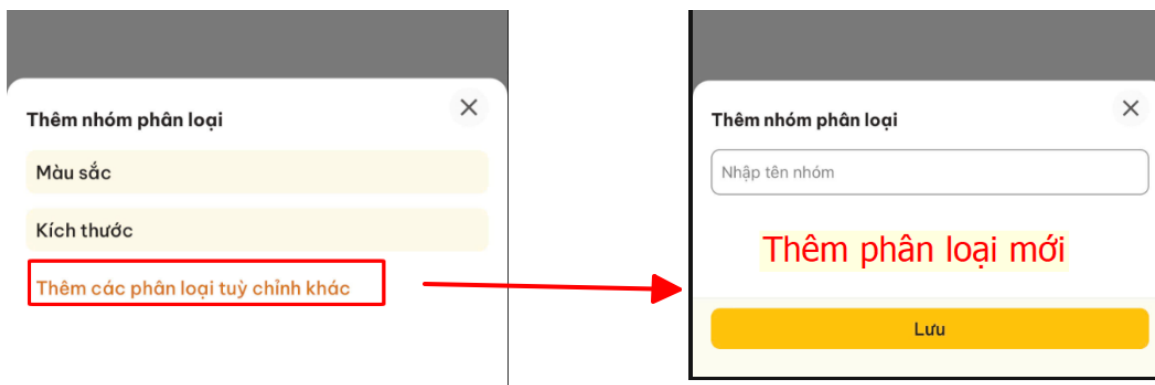 Thêm nhóm phân loại
Màu sắc
Kích thước
Thêm các phân loại tuỳ chỉnh khác
Thêm nhóm phân loại
Nhập tên nhóm
Thêm phân loại mới
Lưu